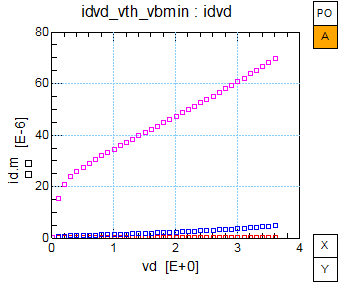 idvd_vth_vbmin : idvd
PO
A
80
60
40
20
0
id.m [E-6]
0 1 2 3 4
vd [E+0]
X
Y